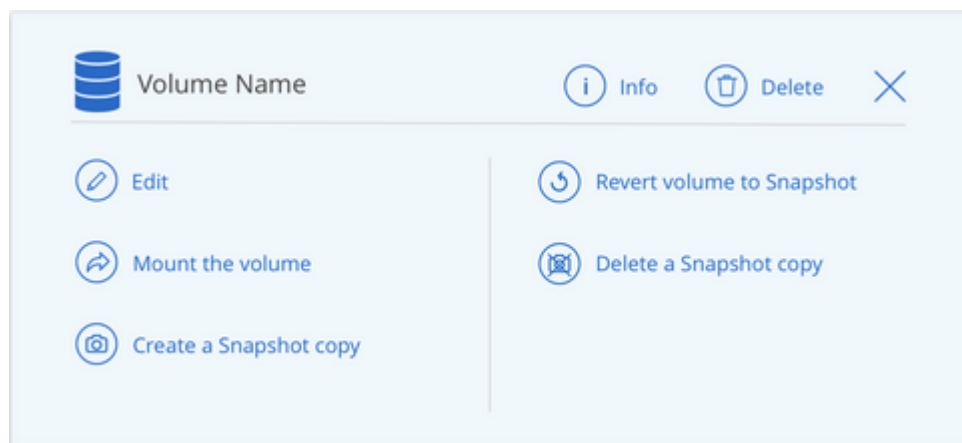 Volume Name
Info
Delete
Edit
Mount the volume
Create a Snapshot copy
Revert volume to Snapshot
Delete a Snapshot copy